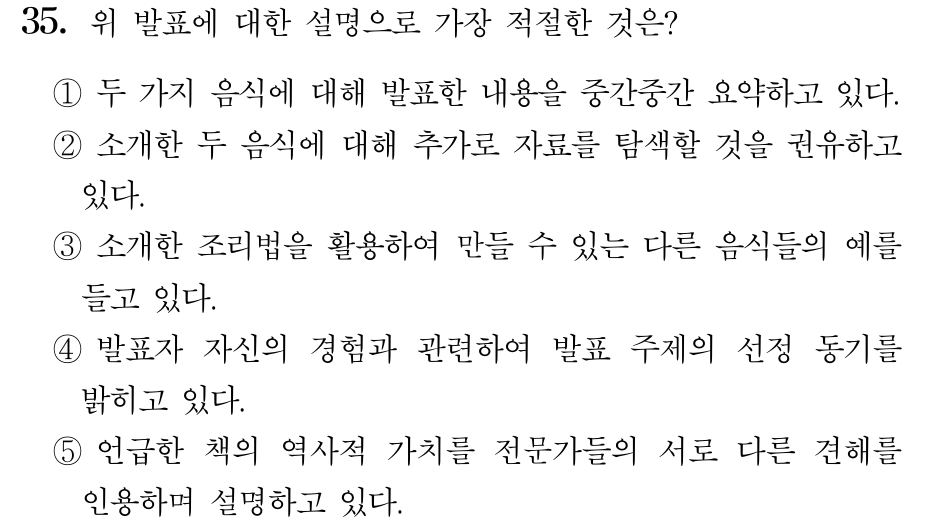 35. 위 발표에 대한 설명으로 가장 적절한 것은?
① 두 가지 음식에 대해 발표한 내용을 중간중간 요약하고 있다.
② 소개한 두 음식에 대해 추가로 자료를 탐색할 것을 권유하고
있다.
③ 소개한 조리법을 활용하여 만들 수 있는 다른 음식들의 예를
들고 있다.
④ 발표자 자신의 경험과 관련하여 발표 주제의 선정 동기를
밝히고 있다.
⑤ 언급한 책의 역사적 가치를 전문가들의 서로 다른 견해를
인용하며 설명하고 있다.